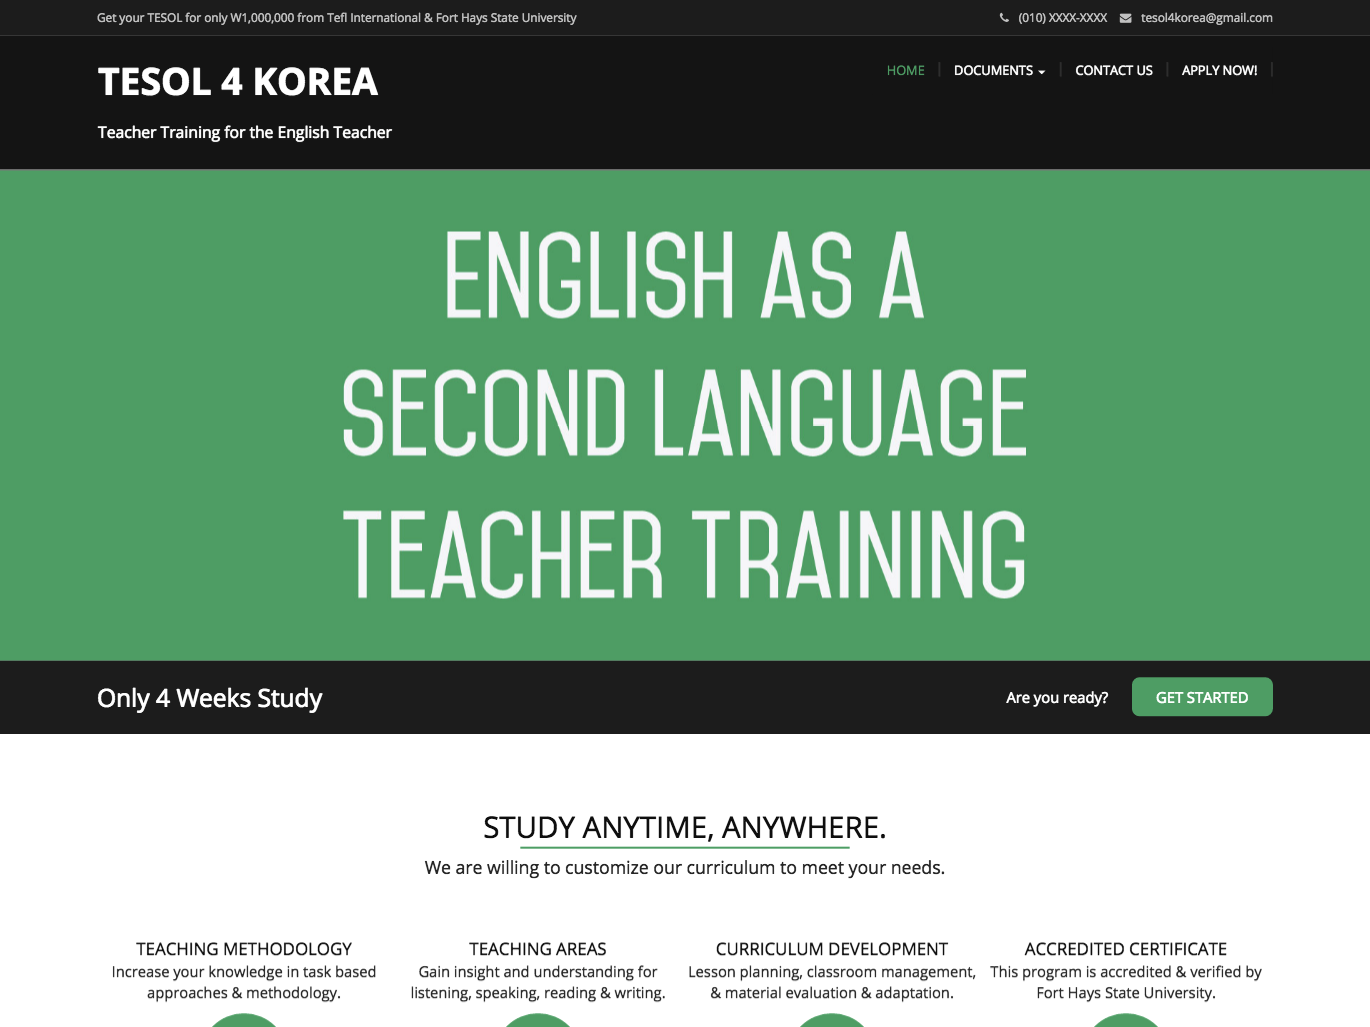 Get your TESOL for only W1,000,000 from Tefl International & Fort Hays State University
(010) XXXX-XXXX tesol4korea@gmail.com
TESOL 4 KOREA
HOME DOCUMENTS CONTACT US APPLY NOW!
Teacher Training for the English Teacher
ENGLISH AS A
SECOND LANGUAGE
TEACHER TRAINING
Only 4 Weeks Study
Are you ready? GET STARTED
STUDY ANYTIME, ANYWHERE.
We are willing to customize our curriculum to meet your needs.
TEACHING METHODOLOGY
Increase your knowledge in task based
approaches & methodology.
TEACHING AREAS
Gain insight and understanding for
listening, speaking, reading & writing.
CURRICULUM DEVELOPMENT
Lesson planning, classroom management,
& material evaluation & adaptation.
ACCREDITED CERTIFICATE
This program is accredited & verified by
Fort Hays State University.